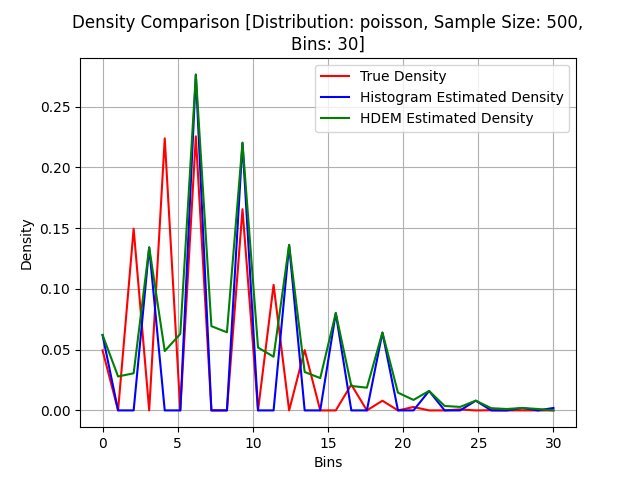 Density Comparison [Distribution: poisson, Sample Size: 500,
Bins: 30]
True Density
Histogram Estimated Density
HDEM Estimated Density
Density
0.25
0.20
0.15
0.10
0.05
0.00
0 5 10 15 20 25 30
Bins